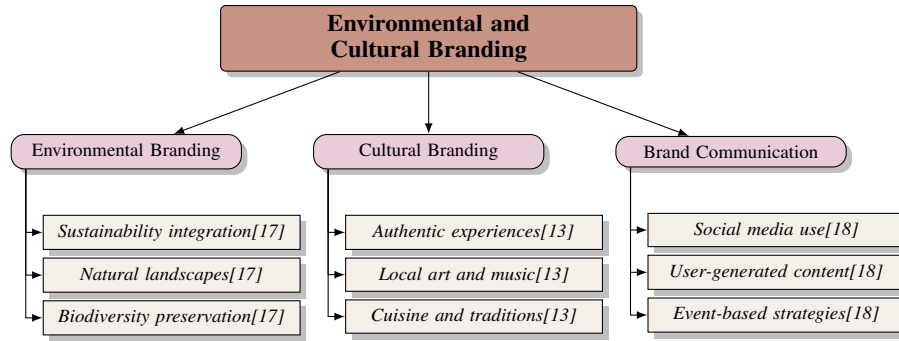 Environmental and
Cultural Branding
Environmental Branding
Sustainability integration[17]
Natural landscapes[17]
Biodiversity preservation[17]
Cultural Branding
Authentic experiences[13]
Local art and music[13]
Cuisine and traditions[13]
Brand Communication
Social media use[18]
User-generated content[18]
Event-based strategies[18]